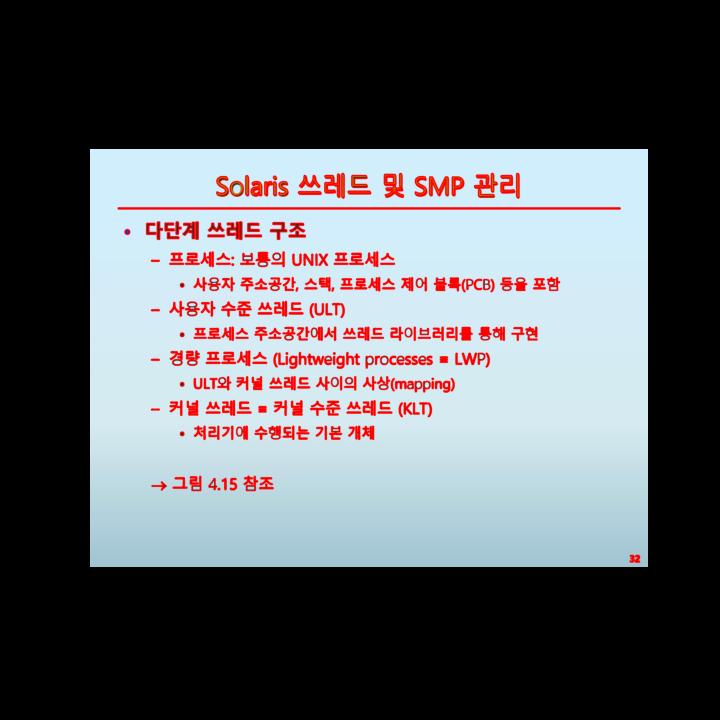 Solaris 쓰레드 및 SMP 관리
• 다단계 쓰레드 구조
– 프로세스: 보통의 UNIX 프로세스
• 사용자 주소공간, 스택, 프로세스 제어 블록(PCB) 등을 포함
– 사용자 수준 쓰레드 (ULT)
• 프로세스 주소공간에서 쓰레드 라이브러리를 통해 구현
– 경량 프로세스 (Lightweight processes = LWP)
• ULT와 커널 쓰레드 사이의 사상(mapping)
– 커널 쓰레드 = 커널 수준 쓰레드 (KLT)
• 처리기에 수행되는 기본 개체
→ 그림 4.15 참조
32